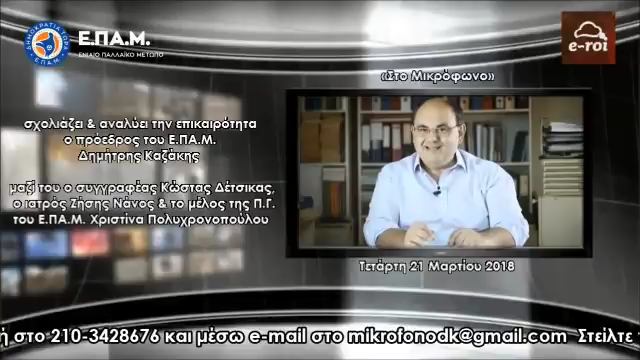 Ε.ΠΑ.Μ.
ΕΝΙΑΙΟ ΠΑΛΛΑΪΚΟ ΜΕΤΩΠΟ
ΔΗΜΟΚΡΑΤΙΑ ΤΩΡΑ
Ε.Π.Α.Μ.
e-roi
«Στο Μικρόφωνο»
σχολιάζει & αναλύει την επικαιρότητα
ο πρόεδρος του Ε.ΠΑ.Μ.
Δημήτρης Καζάκης
μαζί του ο συγγραφέας Κώστας Δέτσικας,
ο ιατρός Ζήσης Νάνος & το μέλος της Π.Γ.
του Ε.ΠΑ.Μ. Χριστίνα Πολυχρονοπούλου
Τετάρτη 21 Μαρτίου 2018
ή στο 210-3428676 και μέσω e-mail στο mikrofonodk@gmail.com Στείλτε